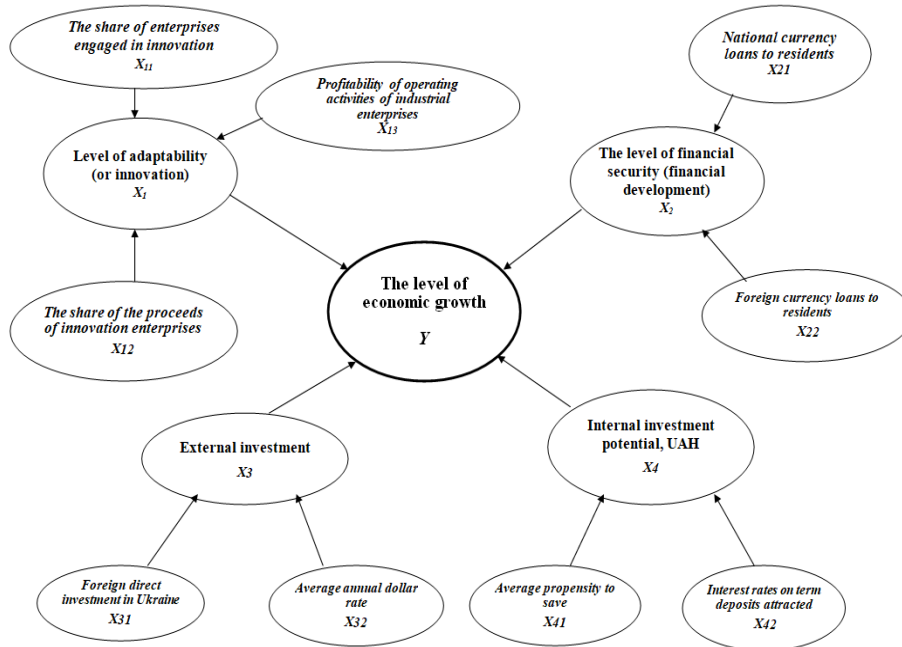 The share of enterprises
engaged in innovation
X11
National currency
loans to residents
X21
Profitability of operating
activities of industrial
enterprises
X13
Level of adaptability
(or innovation)
X1
The level of financial
security (financial
development)
X2
The level of
economic growth
Y
The share of the proceeds
of innovation enterprises
X12
Foreign currency loans to
residents
X22
External investment
X3
Internal investment
potential, UAH
X4
Foreign direct
investment in Ukraine
X31
Average annual dollar
rate
X32
Average propensity to
save
X41
Interest rates on term
deposits attracted
X42